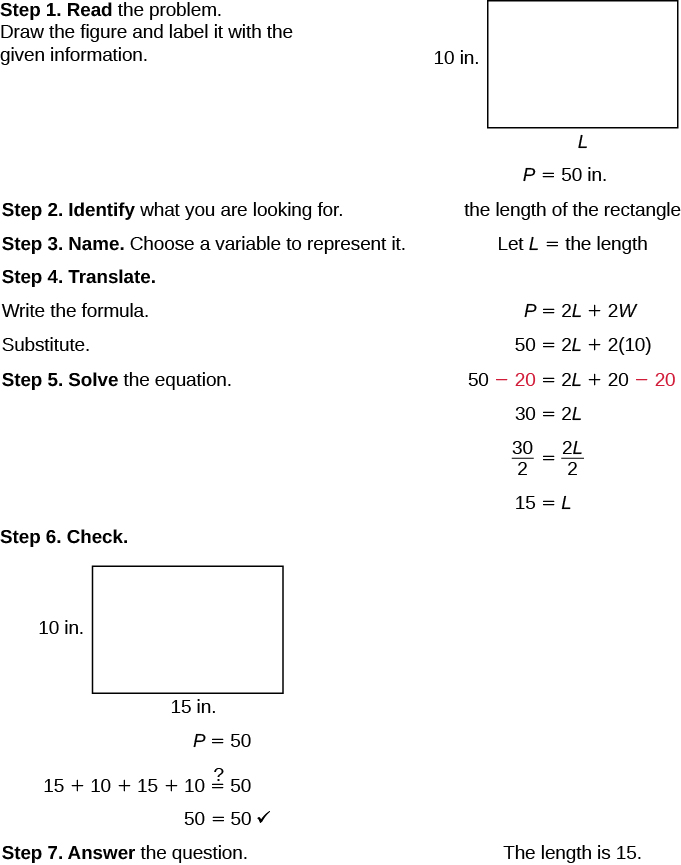 Step 1. Read the problem.
Draw the figure and label it with the
given information.
10 in.
L
P = 50 in.
Step 2. Identify what you are looking for. the length of the rectangle
Step 3. Name. Choose a variable to represent it. Let L = the length
Step 4. Translate.
Write the formula. P = 2L + 2W
Substitute. 50 = 2L + 2(10)
Step 5. Solve the equation. 50 − 20 = 2L + 20 − 20
30 = 2L
30/2 = 2L/2
15 = L
Step 6. Check.
10 in.
15 in.
P = 50
15 + 10 + 15 + 10 ≟ 50
50 = 50 ✓
Step 7. Answer the question. The length is 15.